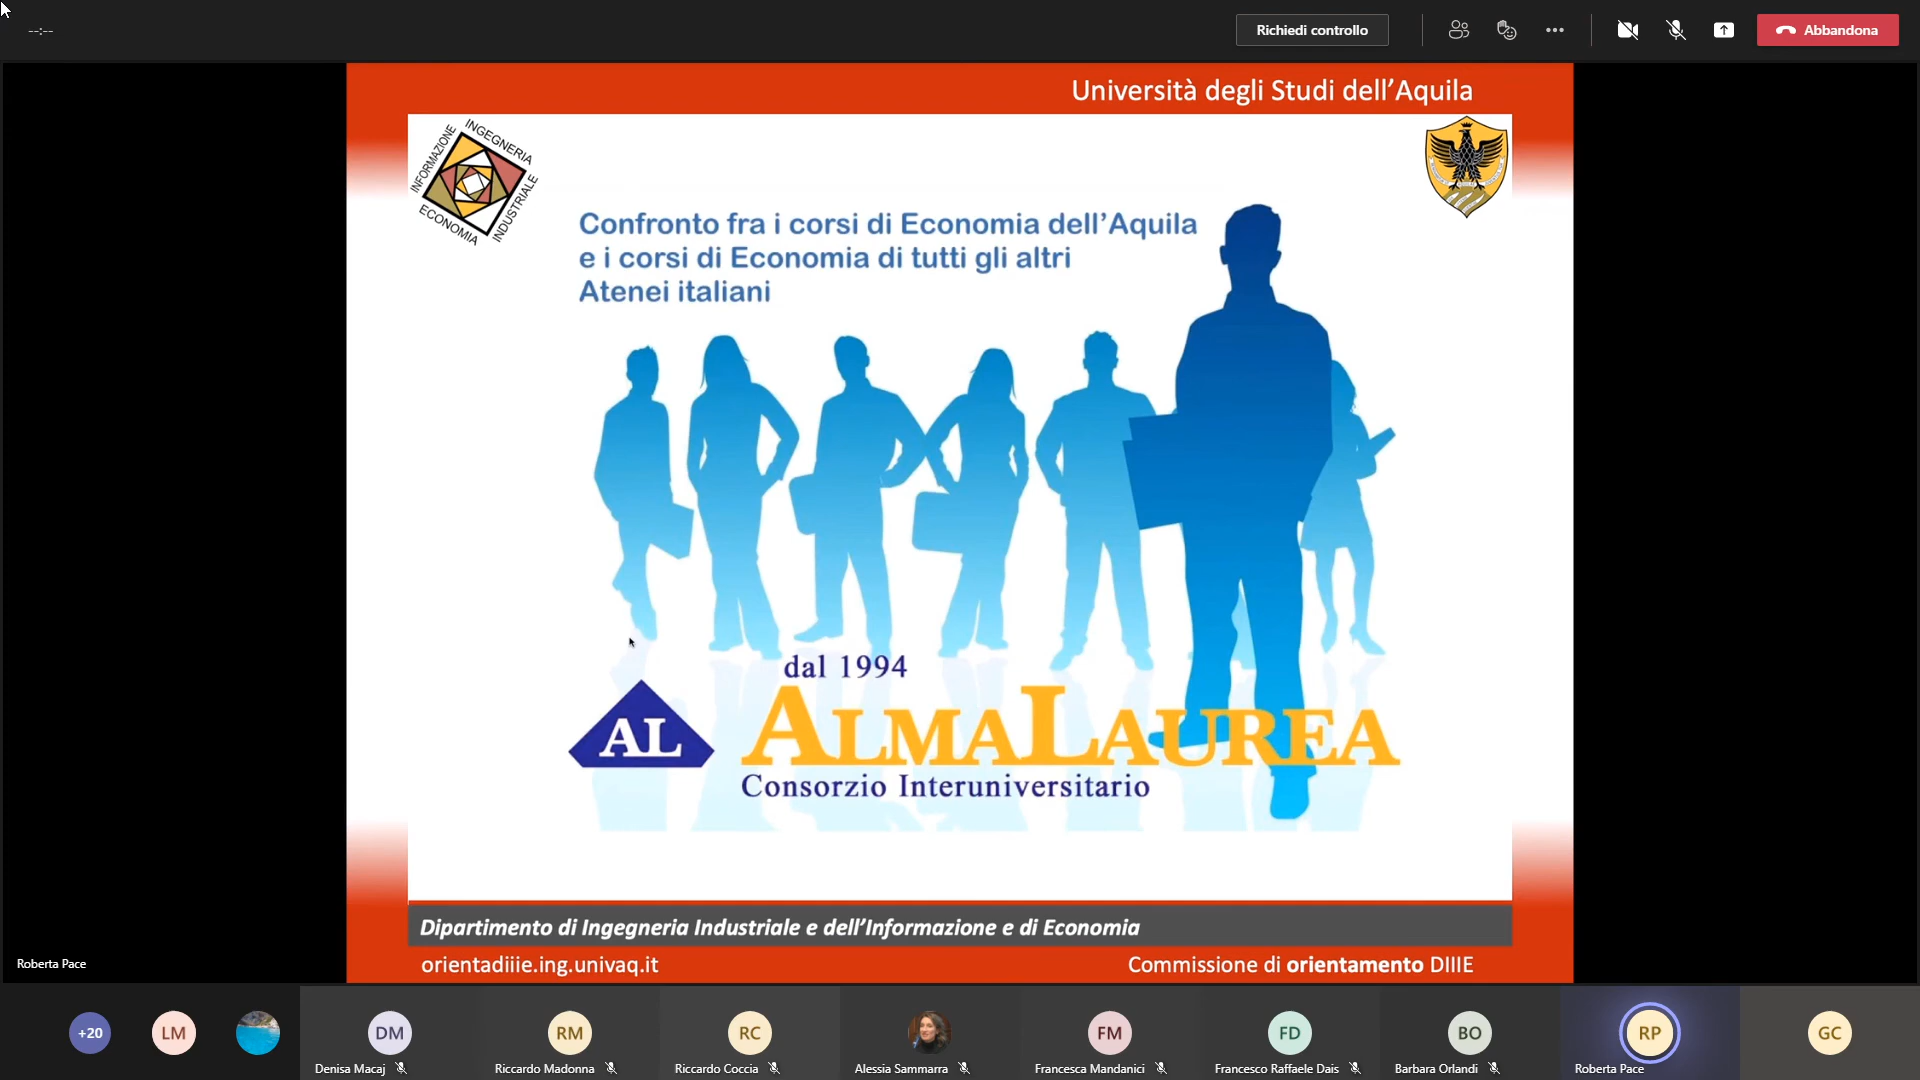 --:--
Richiedi controllo
Abbandona
Università degli Studi dell'Aquila
INFORMAZIONE
INGEGNERIA
INDUSTRIALE
ECONOMIA
Confronto fra i corsi di Economia dell'Aquila
e i corsi di Economia di tutti gli altri
Atenei italiani
dal 1994
AL
ALMALAUREA
Consorzio Interuniversitario
Dipartimento di Ingegneria Industriale e dell'Informazione e di Economia
orientadiiie.ing.univaq.it
Commissione di orientamento DIIIE
Roberta Pace
+20
LM
DM
Denisa Macaj
RM
Riccardo Madonna
RC
Riccardo Coccia
Alessia Sammarra
FM
Francesca Mandanici
FD
Francesco Raffaele Dais
BO
Barbara Orlandi
RP
Roberta Pace
GC